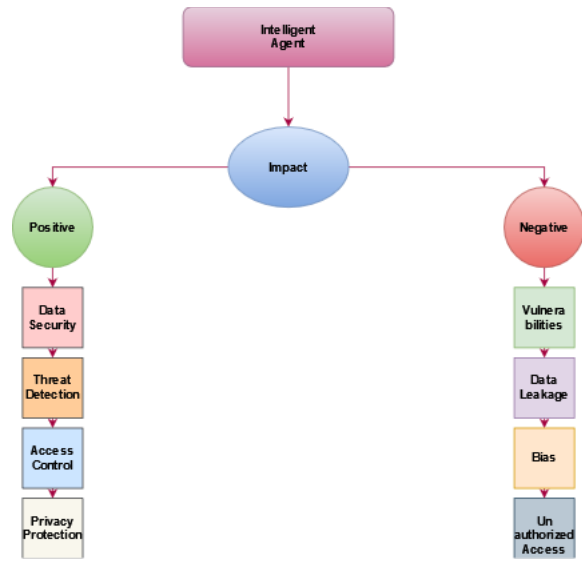 Intelligent
Agent
Impact
Positive
Negative
Data
Security
Vulnera
bilities
Threat
Detection
Data
Leakage
Access
Control
Bias
Privacy
Protection
Un
authorized
Access